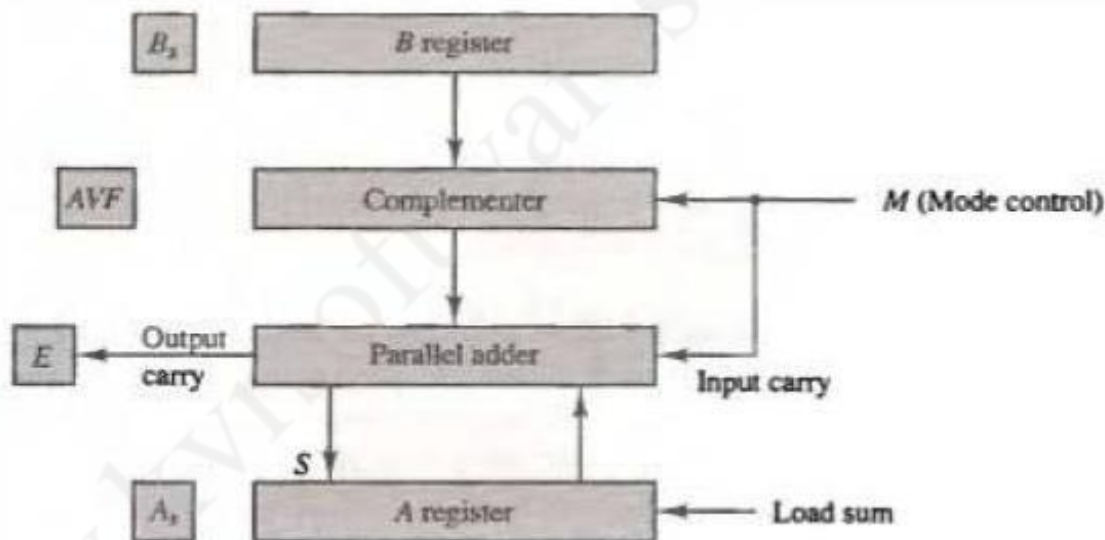 Bs
B register
AVF
Complementer
M (Mode control)
E
Output
carry
Parallel adder
Input carry
S
As
A register
Load sum